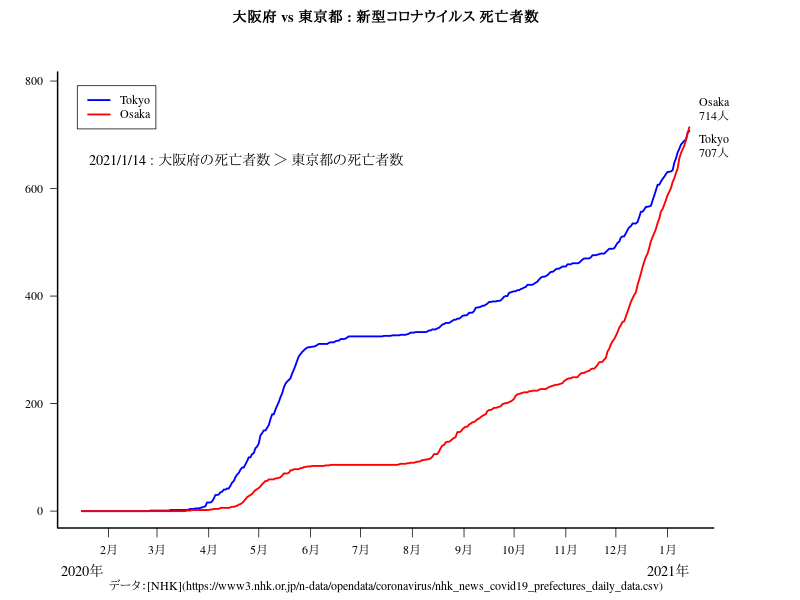 大阪府 vs 東京都 : 新型コロナウイルス 死亡者数
800
600
400
200
0
Tokyo
Osaka
2021/1/14 : 大阪府の死亡者数 ＞ 東京都の死亡者数
Osaka
714人
Tokyo
707人
2月 3月 4月 5月 6月 7月 8月 9月 10月 11月 12月 1月
2020年 2021年
データ：[NHK](https://www3.nhk.or.jp/n-data/opendata/coronavirus/nhk_news_covid19_prefectures_daily_data.csv)